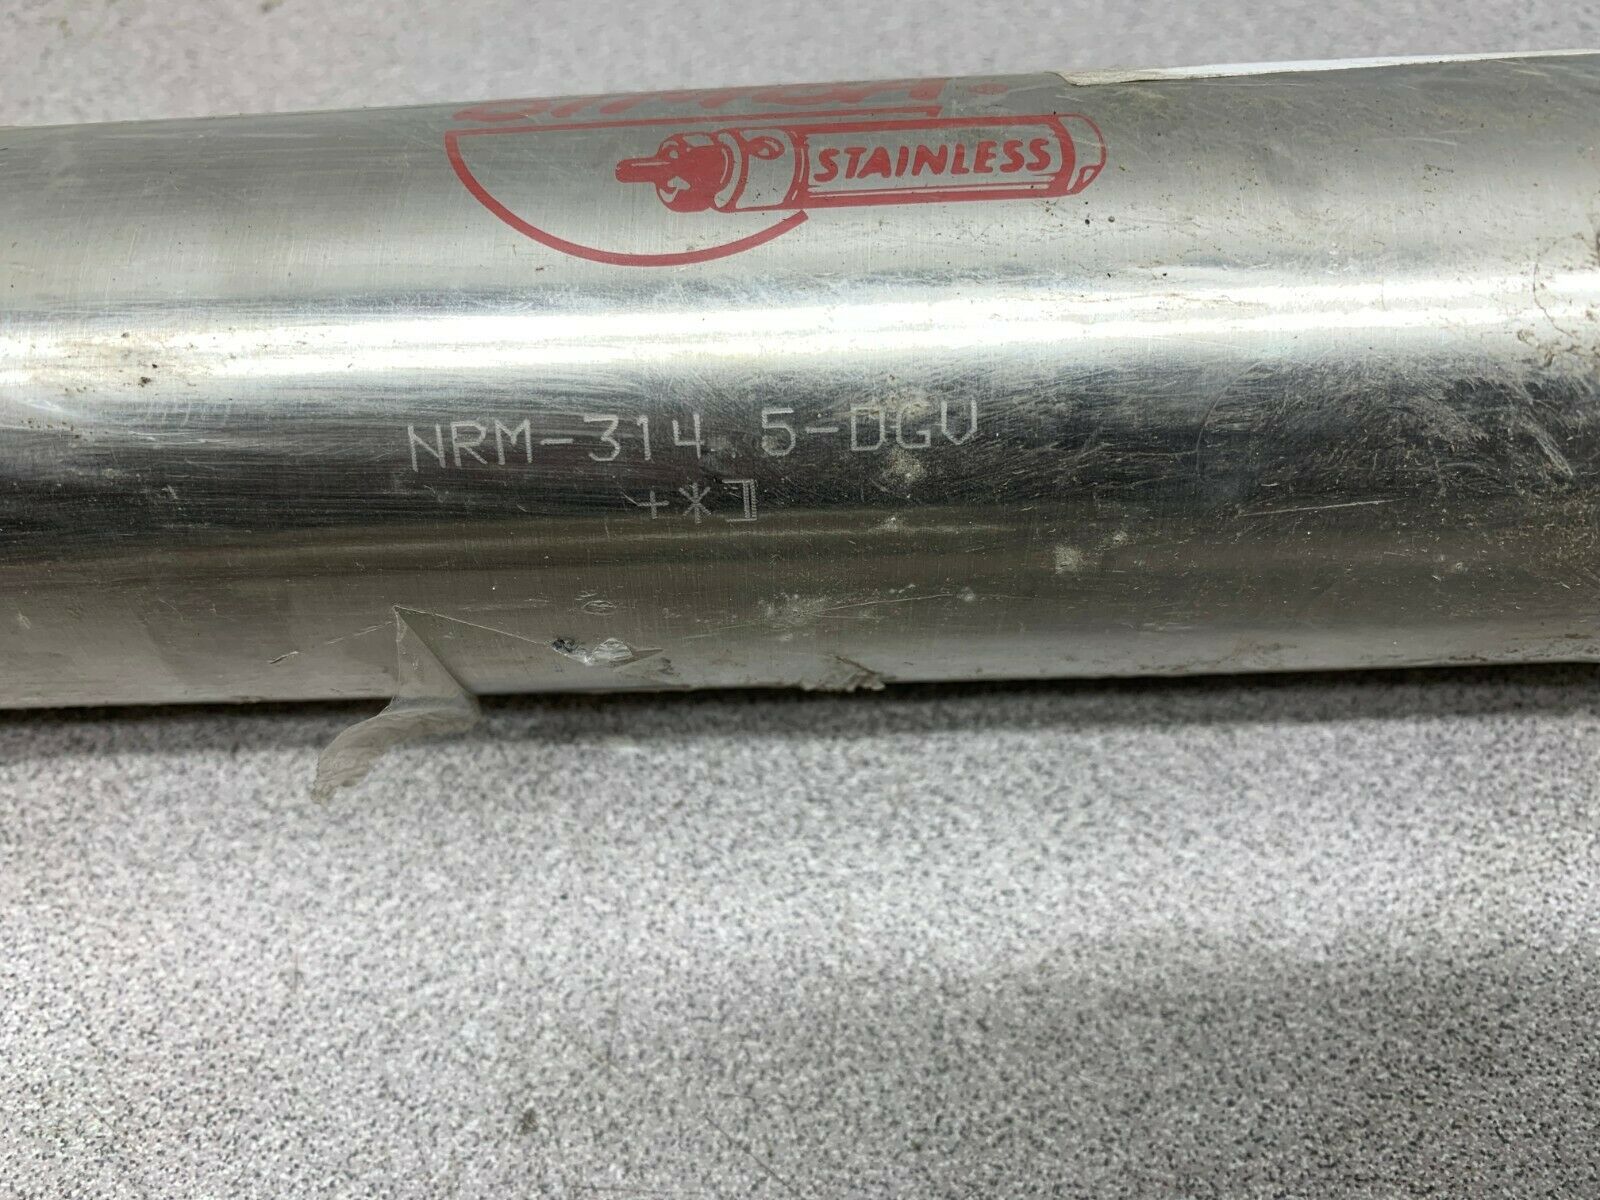 STAINLESS
NRM-314.5-DGV
+*]